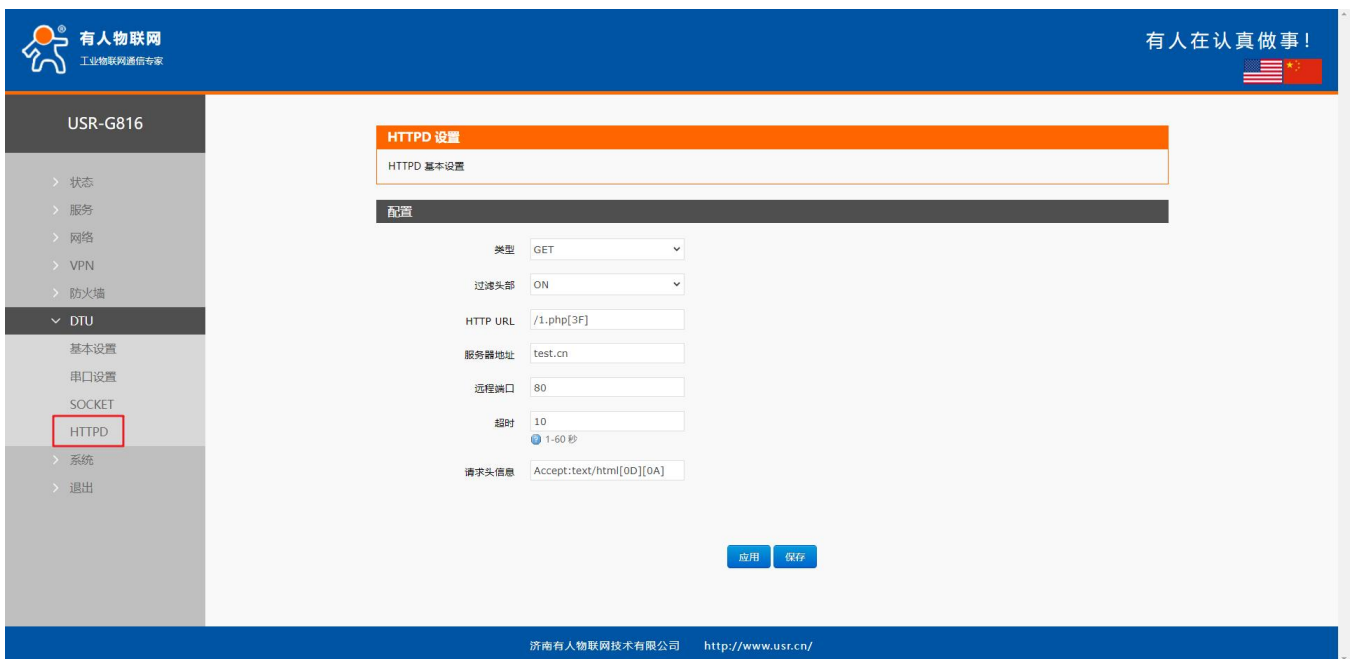 有人物联网
工业物联网通信专家
有人在认真做事!
USR-G816
状态
服务
网络
VPN
防火墙
DTU
基本设置
串口设置
SOCKET
HTTPD
系统
退出
HTTPD 设置
HTTPD 基本设置
配置
类型 GET
过滤头部 ON
HTTP URL /1.php[3F]
服务器地址 test.cn
远程端口 80
超时 10
1-60 秒
请求头信息 Accept:text/html[0D][0A]
应用 保存
济南有人物联网技术有限公司 http://www.usr.cn/